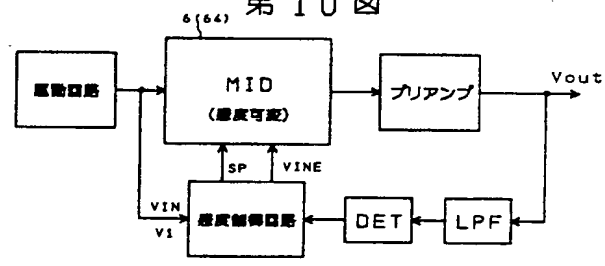 第10図
6(64)
駆動回路
MID
(感度可変)
プリアンプ
Vout
SP
VINE
VIN
V1
感度制御回路
DET
LPF